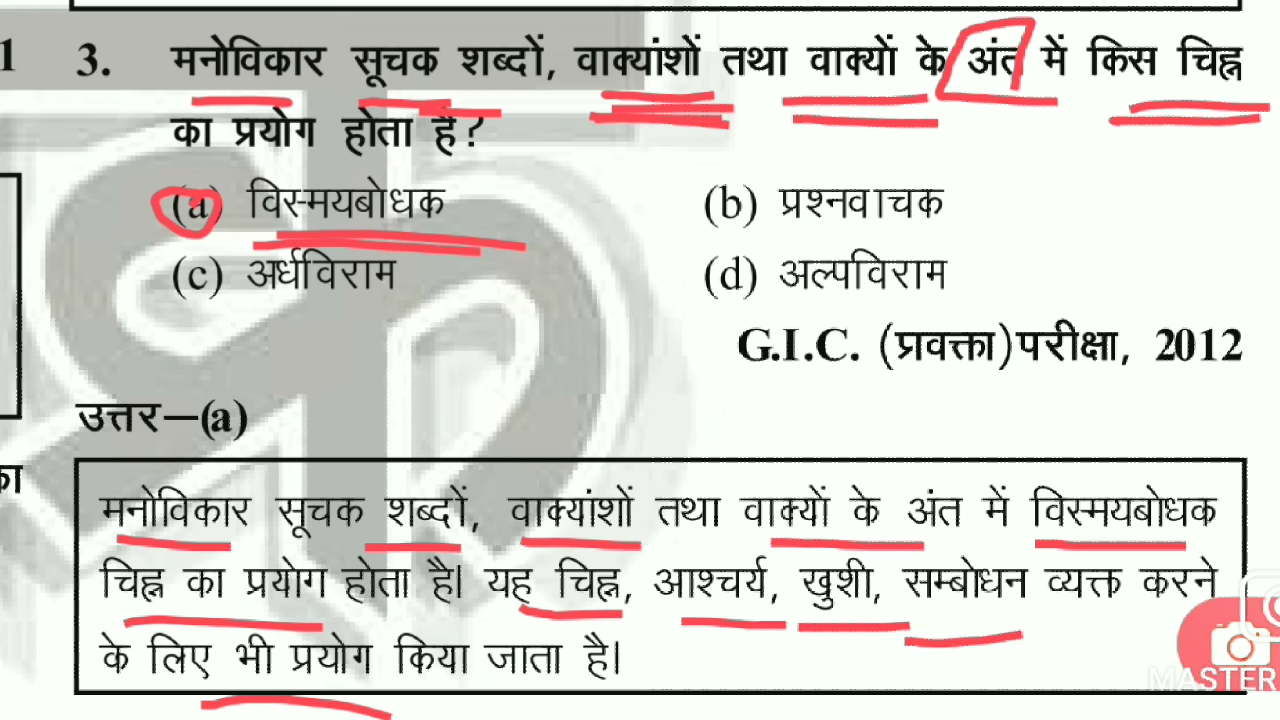 1
3. मनोविकार सूचक शब्दों, वाक्यांशों तथा वाक्यों के अंत में किस चिह्न
का प्रयोग होता है?
(a) विस्मयबोधक (b) प्रश्नवाचक
(c) अर्धविराम (d) अल्पविराम
G.I.C. (प्रवक्ता) परीक्षा, 2012
उत्तर—(a)
का
मनोविकार सूचक शब्दों, वाक्यांशों तथा वाक्यों के अंत में विस्मयबोधक
चिह्न का प्रयोग होता है। यह चिह्न, आश्चर्य, खुशी, सम्बोधन व्यक्त करने
के लिए भी प्रयोग किया जाता है।
MASTER